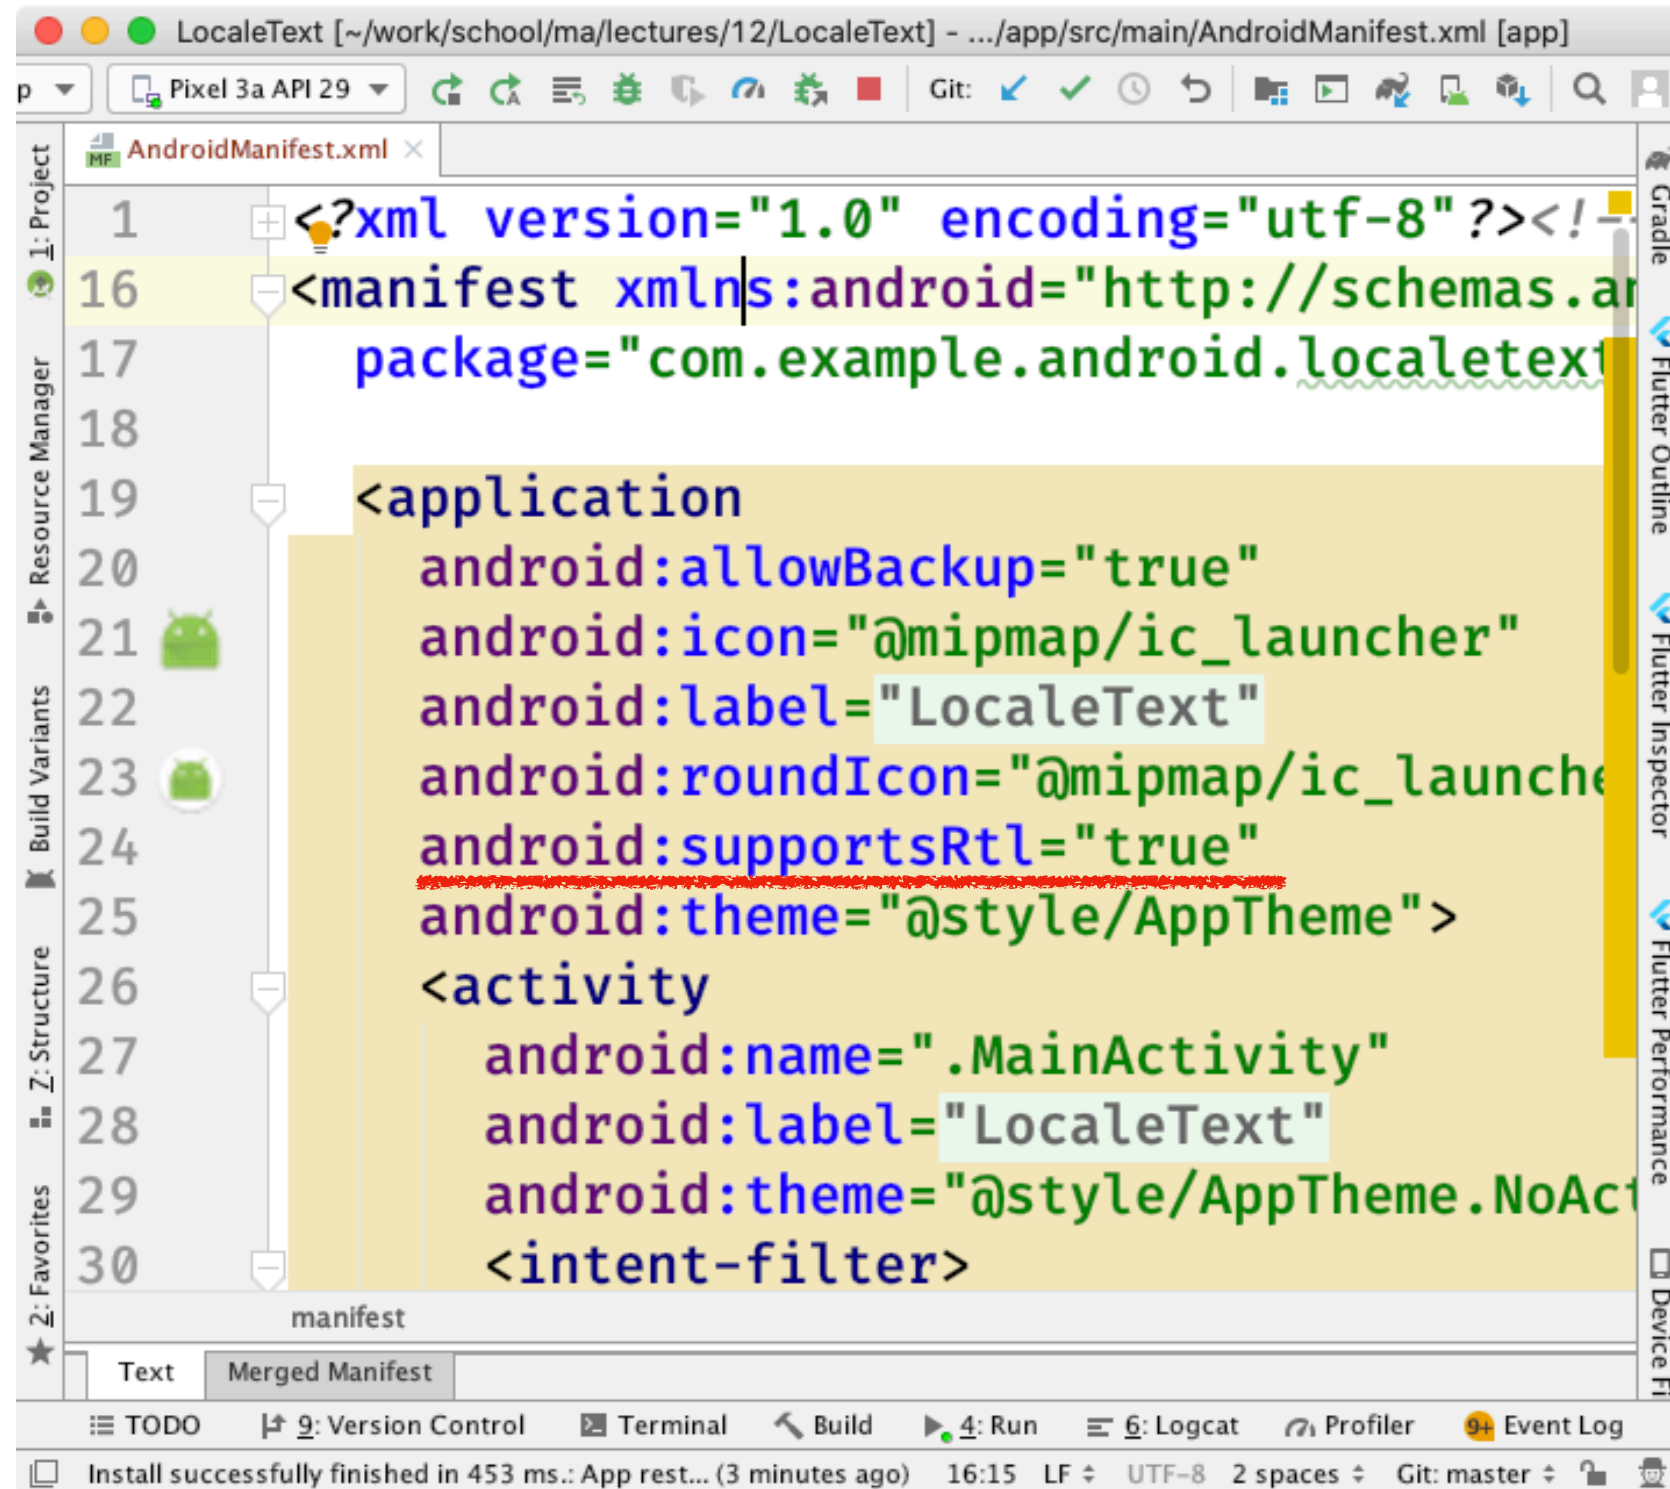 LocaleText [~/work/school/ma/lectures/12/LocaleText] - .../app/src/main/AndroidManifest.xml [app]
p Pixel 3a API 29 Git:
MF AndroidManifest.xml
1: Project
Resource Manager
Build Variants
Z: Structure
2: Favorites
1 <?xml version="1.0" encoding="utf-8"?><!-
16 <manifest xmlns:android="http://schemas.an
17 package="com.example.android.localetext
18
19 <application
20 android:allowBackup="true"
21 android:icon="@mipmap/ic_launcher"
22 android:label="LocaleText"
23 android:roundIcon="@mipmap/ic_launche
24 android:supportsRtl="true"
25 android:theme="@style/AppTheme">
26 <activity
27 android:name=".MainActivity"
28 android:label="LocaleText"
29 android:theme="@style/AppTheme.NoAct
30 <intent-filter>
Gradle
Flutter Outline
Flutter Inspector
Flutter Performance
Device Fi
manifest
Text Merged Manifest
TODO 9: Version Control Terminal Build 4: Run 6: Logcat Profiler 9+ Event Log
Install successfully finished in 453 ms.: App rest... (3 minutes ago) 16:15 LF UTF-8 2 spaces Git: master